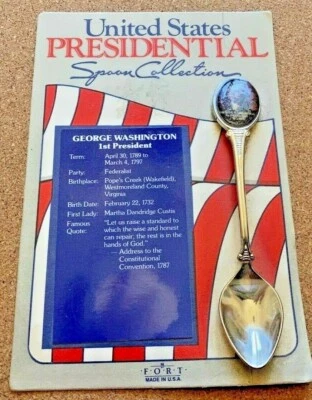 United States
PRESIDENTIAL
Spoon Collection
GEORGE WASHINGTON
1st President
Term: April 30, 1789 to
March 4, 1797
Party: Federalist
Birthplace: Pope's Creek (Wakefield),
Westmoreland County,
Virginia
Birth Date: February 22, 1732
First Lady: Martha Dandridge Custis
Famous "Let us raise a standard to
Quote: which the wise and honest
can repair; the rest is in the
hands of God."
— Address to the
Constitutional
Convention, 1787
FORT
MADE IN U.S.A.